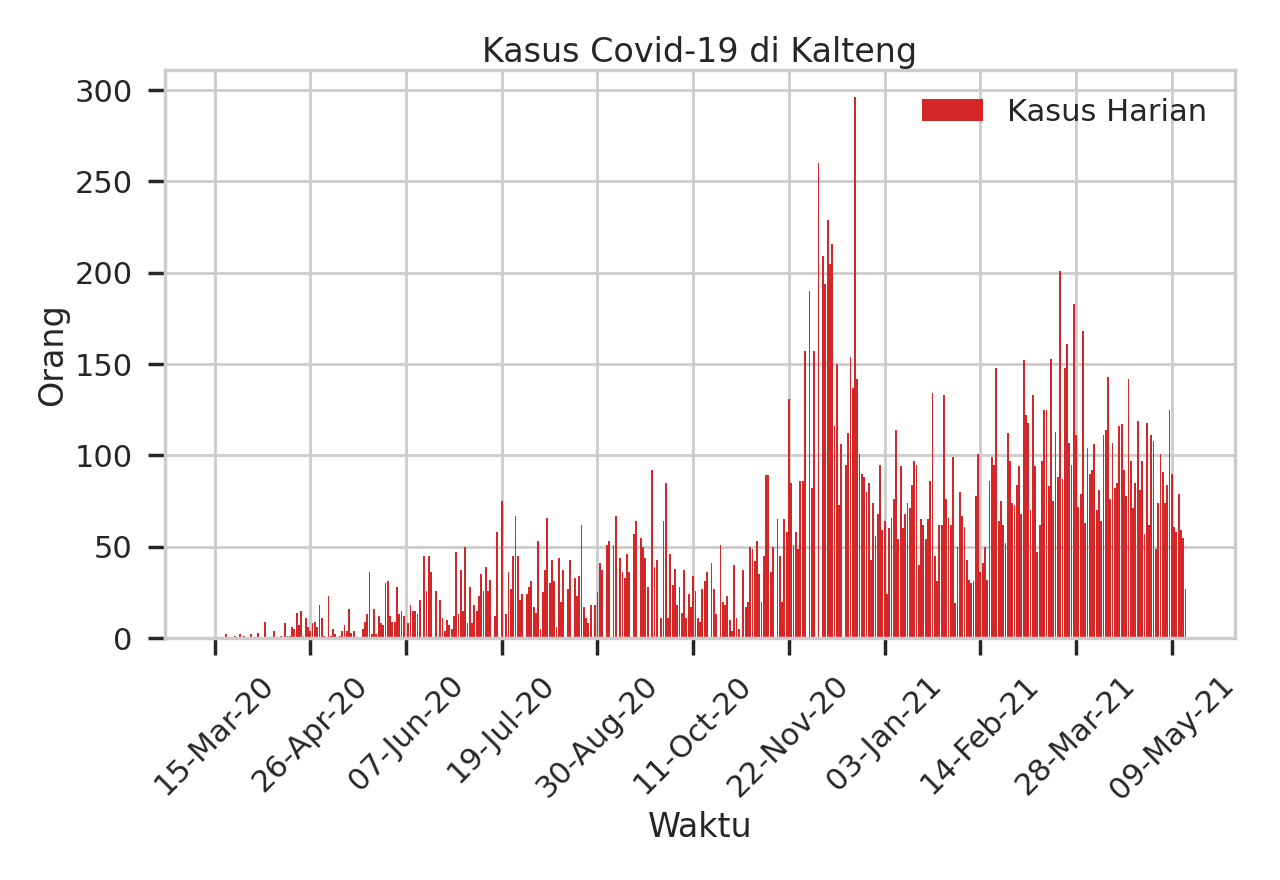 Kasus Covid-19 di Kalteng
Kasus Harian
300
250
200
150
100
50
0
Orang
15-Mar-20
26-Apr-20
07-Jun-20
19-Jul-20
30-Aug-20
11-Oct-20
22-Nov-20
03-Jan-21
14-Feb-21
28-Mar-21
09-May-21
Waktu